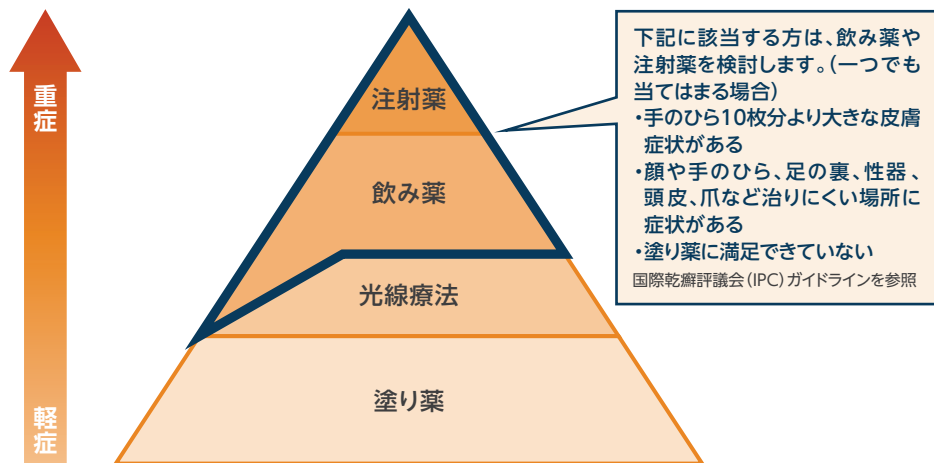 重症
軽症
注射薬
飲み薬
光線療法
塗り薬
下記に該当する方は、飲み薬や
注射薬を検討します。(一つでも
当てはまる場合)
・手のひら10枚分より大きな皮膚
症状がある
・顔や手のひら、足の裏、性器、
頭皮、爪など治りにくい場所に
症状がある
・塗り薬に満足できていない
国際乾癬評議会(IPC)ガイドラインを参照